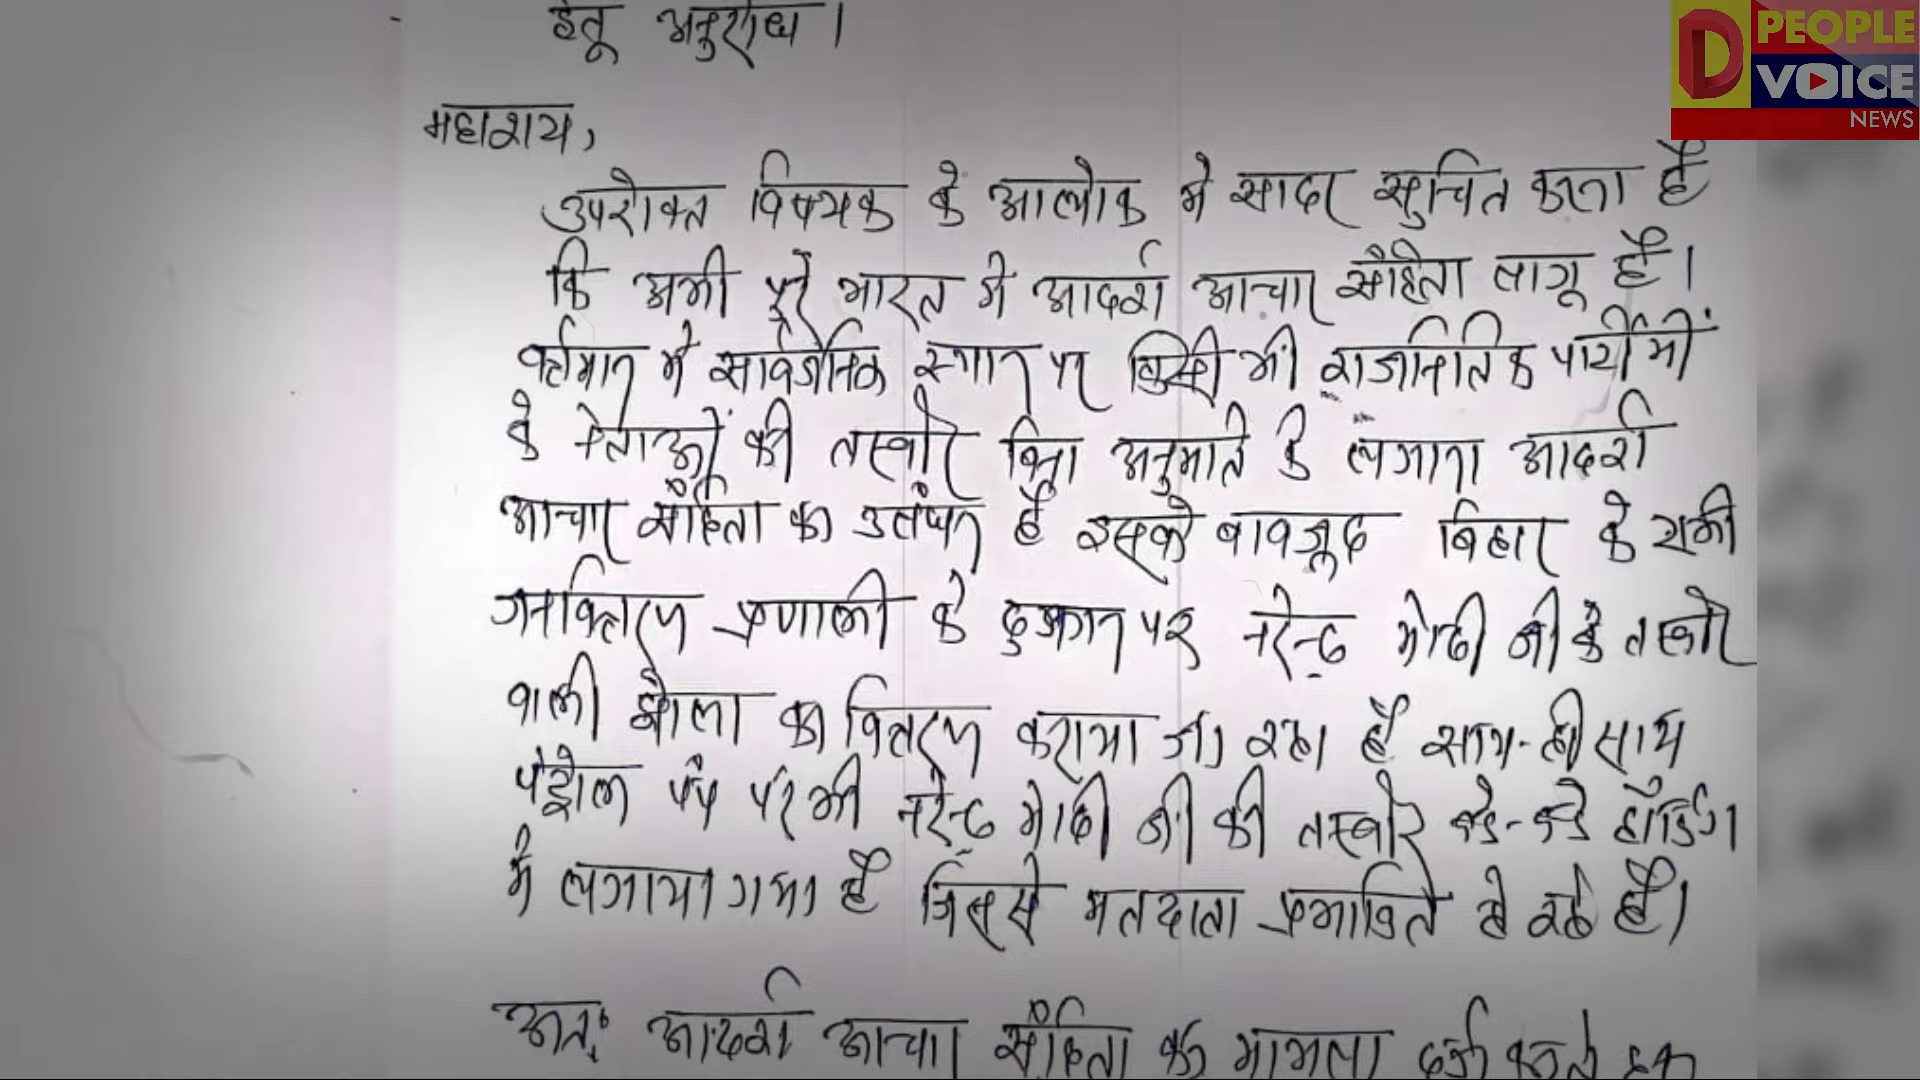 हेतू अनुरोध ।
PEOPLE
D VOICE
NEWS
महाशय,
उपरोक्त विषयक के आलोक मे सादर सुचित करना है
कि अभी पूरे भारत मे आदर्श आचार संहिता लागू है।
वर्तमान मे सार्वजनिक स्थान पर किसी भी राजनितिक पार्टीयों
के नेताओं की तस्वीर बिना अनुमति के लगाना आदर्श
आचार संहिता का उलंघन है इसके बावजूद बिहार के सभी
जनवितरण प्रणाली के दुकान पर नरेन्द्र मोदी जी के तस्वीर
वाली थैला का वितरण कराया जा रहा है साथ-ही साथ
पेट्रोल पंप पर भी नरेन्द्र मोदी जी की तस्वीर बडे-बडे होर्डिंग
मे लगाया गया है जिससे मतदाता प्रभावित हो रहे है।
अतः आदर्श आचार संहिता का मामला दर्ज करते